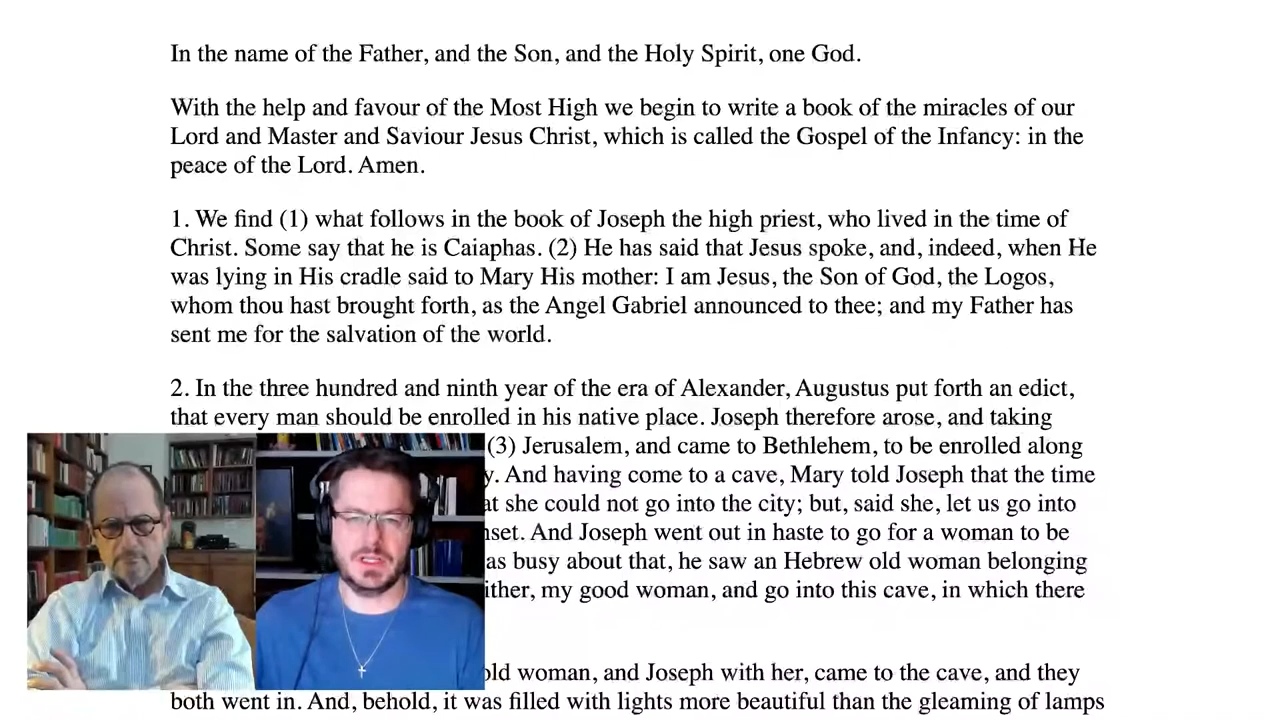 In the name of the Father, and the Son, and the Holy Spirit, one God.
With the help and favour of the Most High we begin to write a book of the miracles of our
Lord and Master and Saviour Jesus Christ, which is called the Gospel of the Infancy: in the
peace of the Lord. Amen.
1. We find (1) what follows in the book of Joseph the high priest, who lived in the time of
Christ. Some say that he is Caiaphas. (2) He has said that Jesus spoke, and, indeed, when He
was lying in His cradle said to Mary His mother: I am Jesus, the Son of God, the Logos,
whom thou hast brought forth, as the Angel Gabriel announced to thee; and my Father has
sent me for the salvation of the world.
2. In the three hundred and ninth year of the era of Alexander, Augustus put forth an edict,
that every man should be enrolled in his native place. Joseph therefore arose, and taking
(3) Jerusalem, and came to Bethlehem, to be enrolled along
y. And having come to a cave, Mary told Joseph that the time
at she could not go into the city; but, said she, let us go into
nset. And Joseph went out in haste to go for a woman to be
as busy about that, he saw an Hebrew old woman belonging
ither, my good woman, and go into this cave, in which there
old woman, and Joseph with her, came to the cave, and they
both went in. And, behold, it was filled with lights more beautiful than the gleaming of lamps